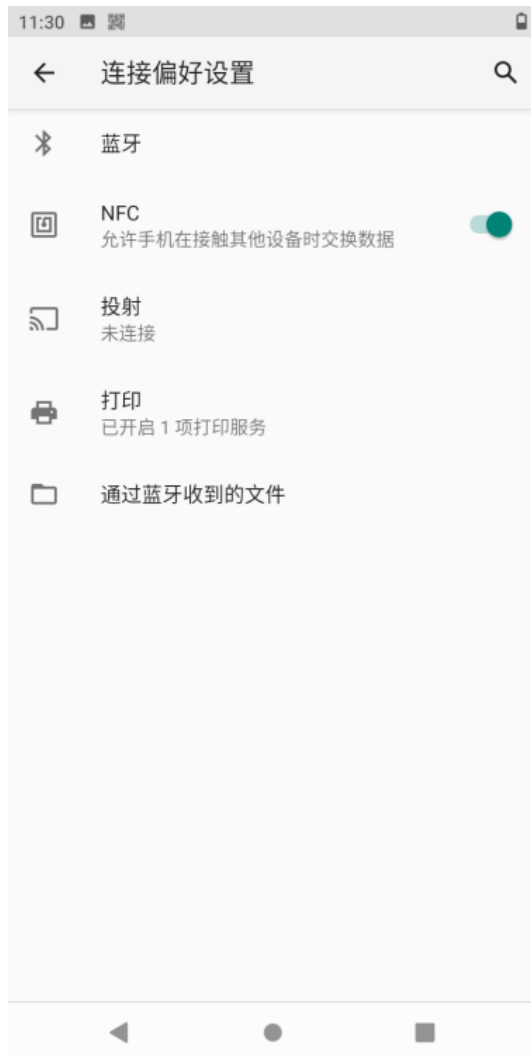 11:30
连接偏好设置
蓝牙
NFC
允许手机在接触其他设备时交换数据
投射
未连接
打印
已开启 1 项打印服务
通过蓝牙收到的文件